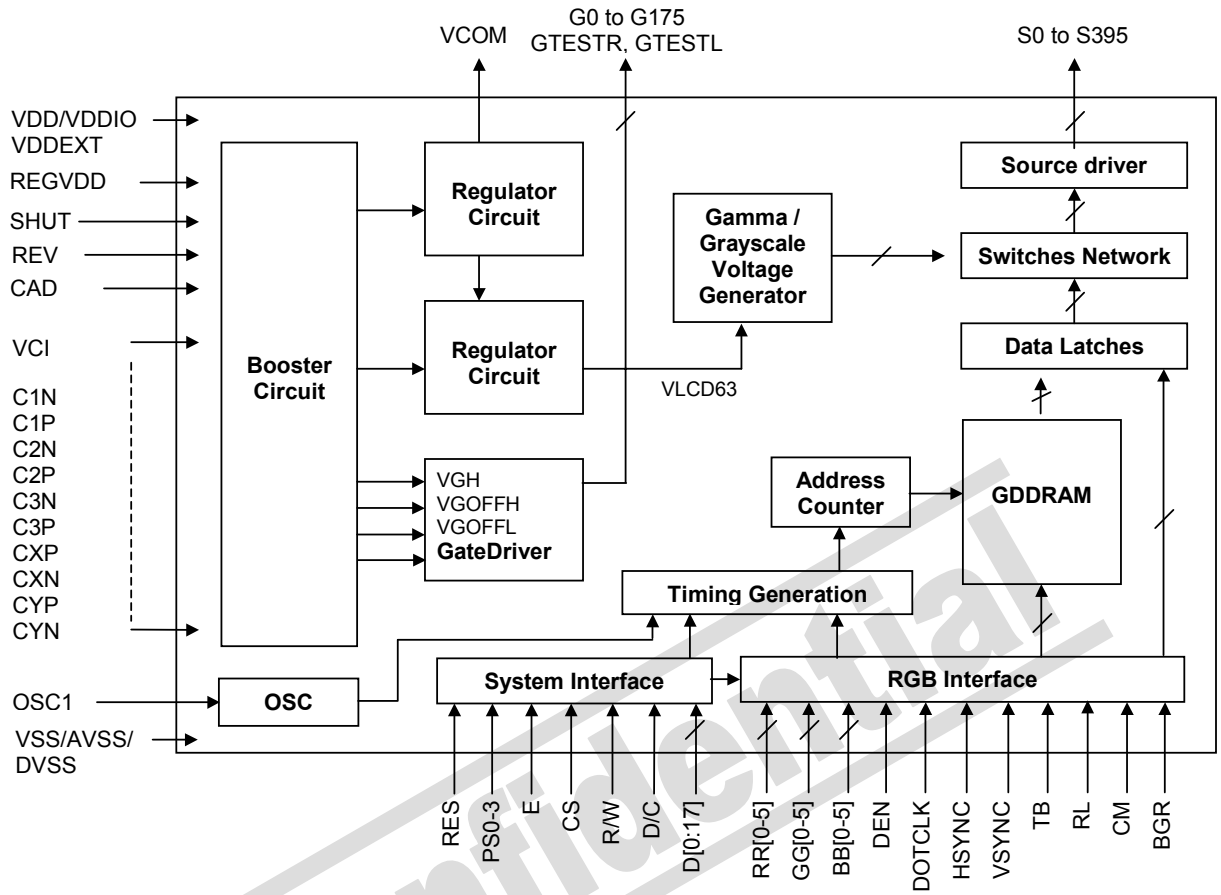 G0 to G175
VCOM
GTESTR, GTESTL
S0 to S395
VDD/VDDIO
VDDEXT
REGVDD
SHUT
REV
CAD
VCI
C1N
C1P
C2N
C2P
C3N
C3P
CXP
CXN
CYP
CYN
OSC1
VSS/AVSS/
DVSS
Booster
Circuit
Regulator
Circuit
Regulator
Circuit
VGH
VGOFFH
VGOFFL
GateDriver
Gamma /
Grayscale
Voltage
Generator
VLCD63
Source driver
Switches Network
Data Latches
GDDRAM
Address
Counter
Timing Generation
System Interface
RGB Interface
OSC
RES
PS0-3
E
CS
R/W
D/C
D[0:17]
RR[0-5]
GG[0-5]
BB[0-5]
DEN
DOTCLK
HSYNC
VSYNC
TB
RL
CM
BGR
nfidential